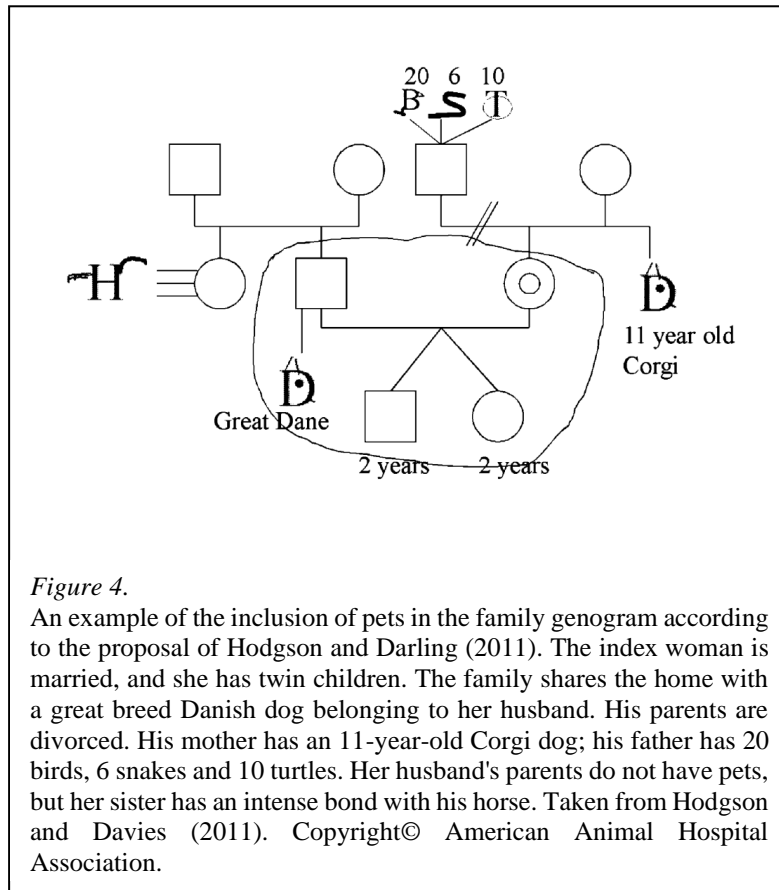 20 6 10
B S T
H
D
11 year old
Corgi
D
Great Dane
2 years 2 years
Figure 4.
An example of the inclusion of pets in the family genogram according
to the proposal of Hodgson and Darling (2011). The index woman is
married, and she has twin children. The family shares the home with
a great breed Danish dog belonging to her husband. His parents are
divorced. His mother has an 11-year-old Corgi dog; his father has 20
birds, 6 snakes and 10 turtles. Her husband's parents do not have pets,
but her sister has an intense bond with his horse. Taken from Hodgson
and Davies (2011). Copyright© American Animal Hospital
Association.